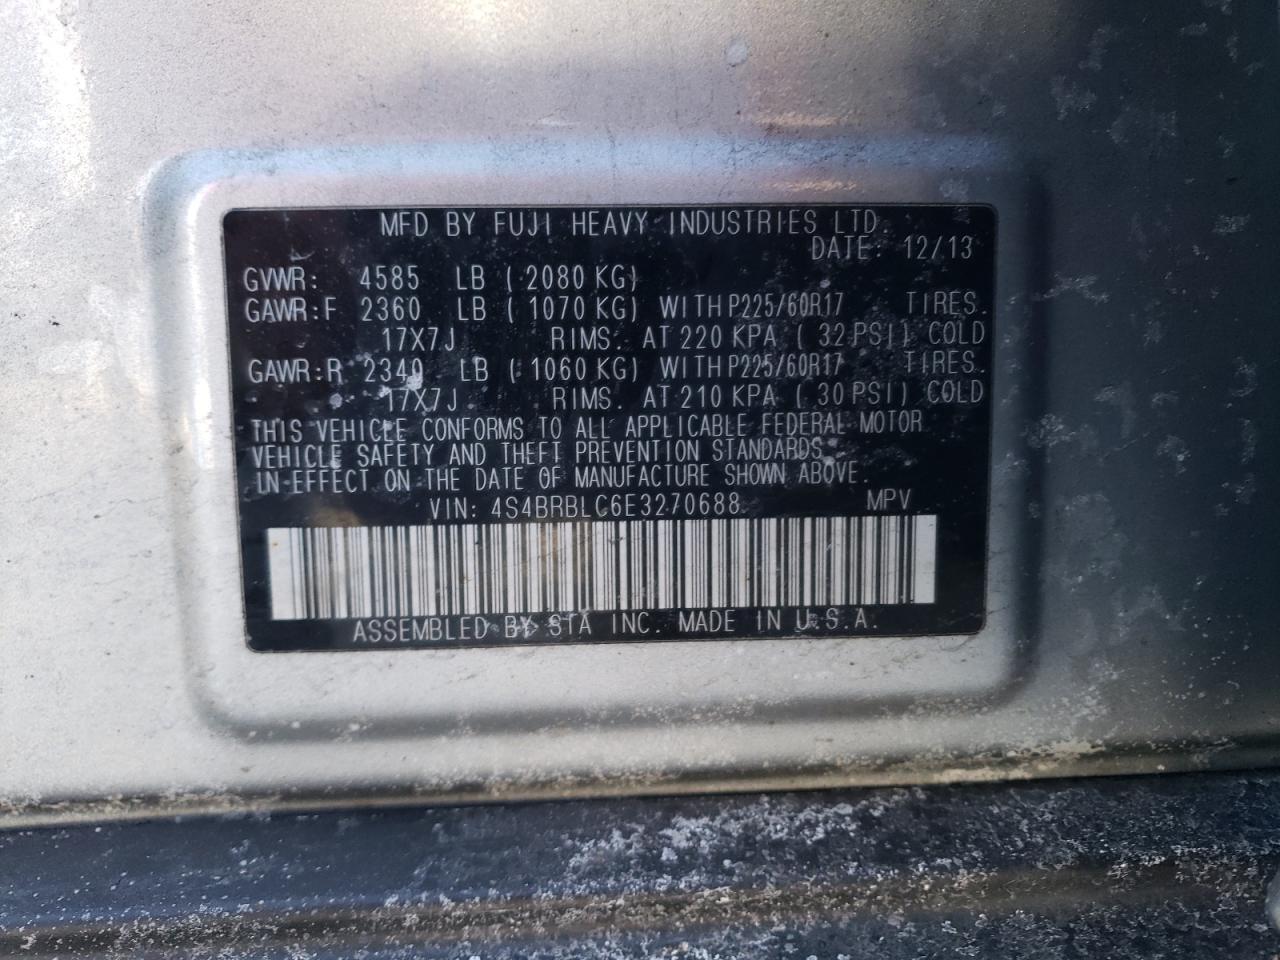 MFD BY FUJI HEAVY INDUSTRIES LTD.
DATE: 12/13
GVWR: 4585 LB ( 2080 KG)
GAWR:F 2360 LB ( 1070 KG) WITH P225/60R17 TIRES.
17X7J RIMS. AT 220 KPA ( 32 PSI) COLD
GAWR:R 2340 LB ( 1060 KG) WITH P225/60R17 TIRES.
17X7J RIMS. AT 210 KPA ( 30 PSI) COLD
THIS VEHICLE CONFORMS TO ALL APPLICABLE FEDERAL MOTOR
VEHICLE SAFETY AND THEFT PREVENTION STANDARDS
IN EFFECT ON THE DATE OF MANUFACTURE SHOWN ABOVE.
VIN: 4S4BRBLC6E3270688 MPV
ASSEMBLED BY STA INC. MADE IN U.S.A.